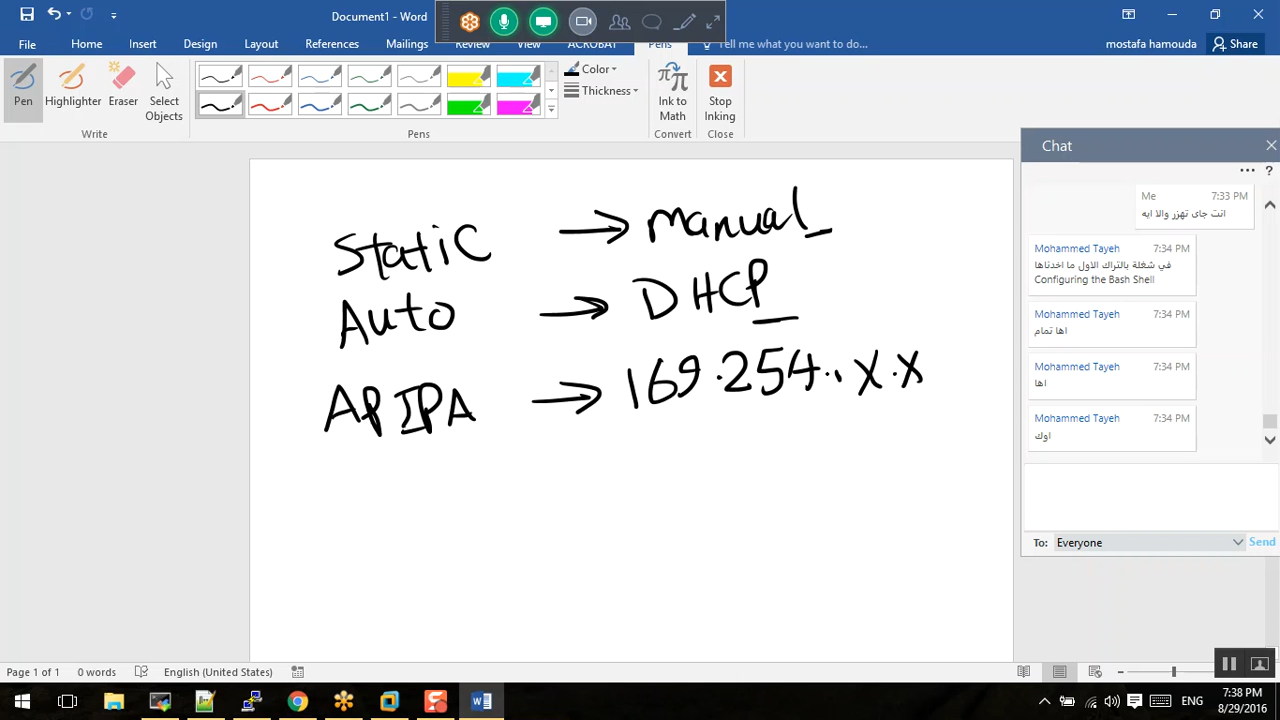 Document1 - Word
File Home Insert Design Layout References Mailings Review View ACROBAT Pens Tell me what you want to do... mostafa hamouda Share
Pen Highlighter Eraser Select Objects
Color
Thickness
Ink to Math
Stop Inking
Write Pens Convert Close
Static → manual
Auto → DHCP
APIPA → 169.254..X.X
Chat
Me 7:33 PM
انت جاى تهزر والا ايه
Mohammed Tayeh 7:34 PM
في شغلة بالتراك الاول ما اخدناها
Configuring the Bash Shell
Mohammed Tayeh 7:34 PM
اها تمام
Mohammed Tayeh 7:34 PM
اها
Mohammed Tayeh 7:34 PM
اوك
To: Everyone Send
Page 1 of 1 0 words English (United States)
ENG 7:38 PM
8/29/2016